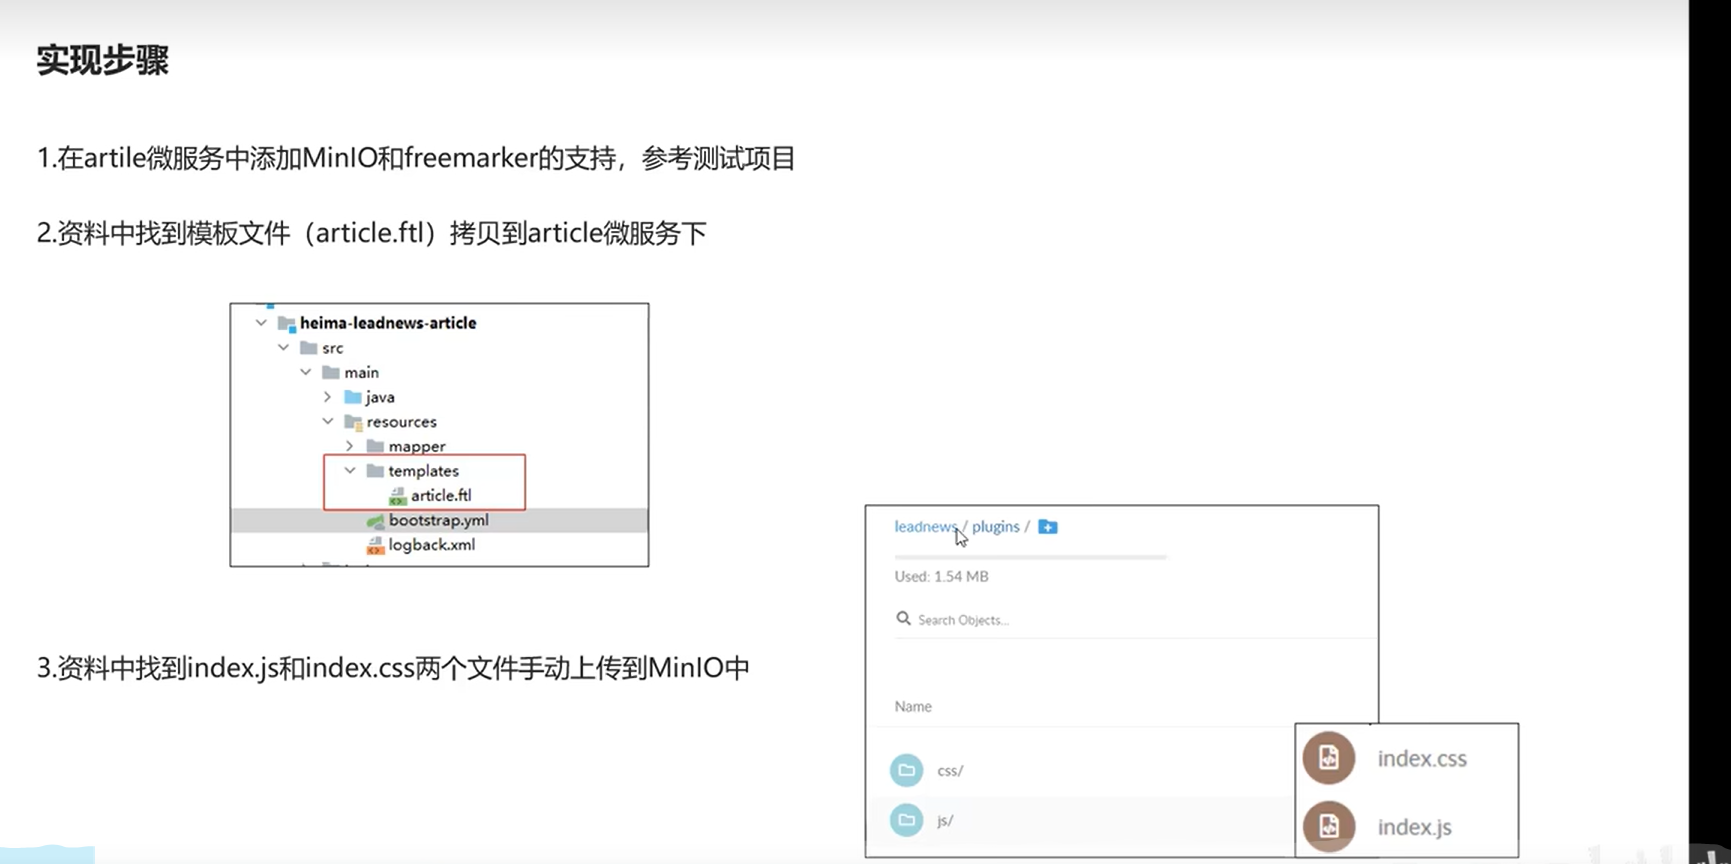 实现步骤
1.在artile微服务中添加MinIO和freemarker的支持，参考测试项目
2.资料中找到模板文件（article.ftl）拷贝到article微服务下
heima-leadnews-article
src
main
java
resources
mapper
templates
article.ftl
bootstrap.yml
logback.xml
3.资料中找到index.js和index.css两个文件手动上传到MinIO中
leadnews / plugins /
Used: 1.54 MB
Search Objects...
Name
css/
js/
index.css
index.js